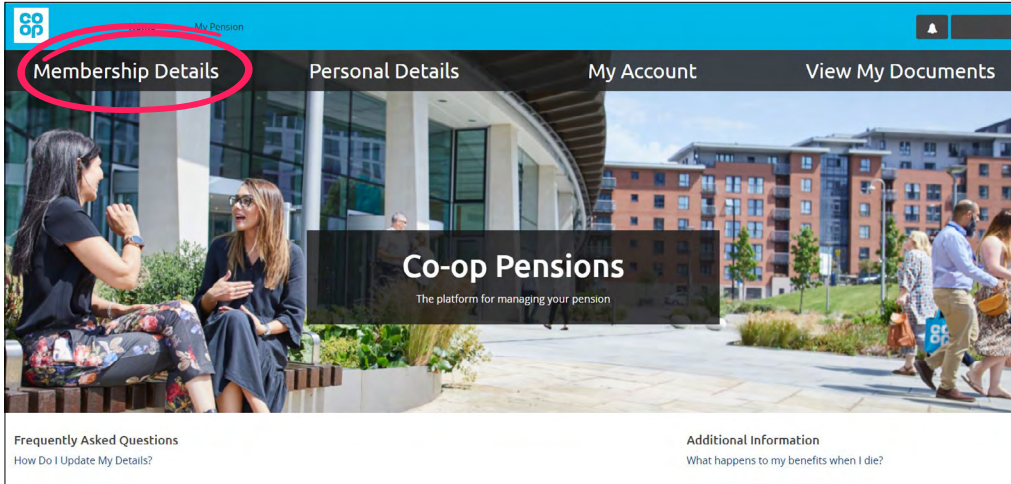 CO
OP
Home My Pension
Membership Details Personal Details My Account View My Documents
Co-op Pensions
The platform for managing your pension
Frequently Asked Questions
How Do I Update My Details?
Additional Information
What happens to my benefits when I die?